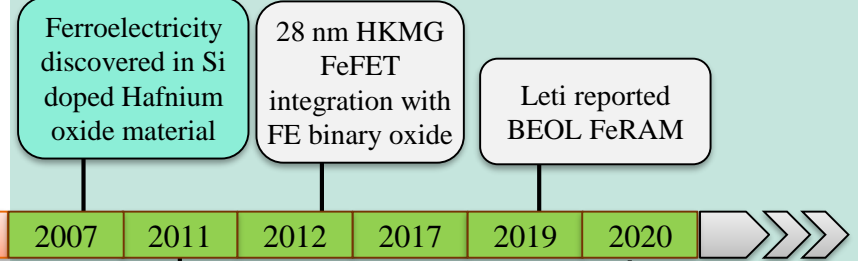 Ferroelectricity
discovered in Si
doped Hafnium
oxide material
28 nm HKMG
FeFET
integration with
FE binary oxide
Leti reported
BEOL FeRAM
2007 2011 2012 2017 2019 2020